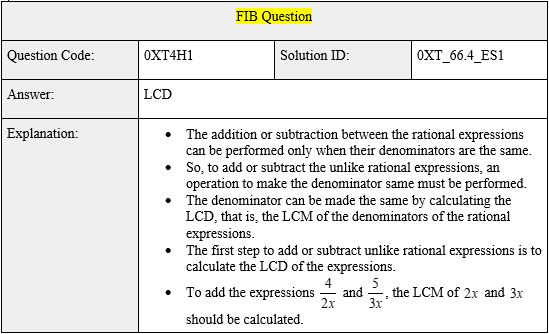 FIB Question
Question Code: 0XT4H1 Solution ID: 0XT_66.4_ES1
Answer: LCD
Explanation:
• The addition or subtraction between the rational expressions
can be performed only when their denominators are the same.
• So, to add or subtract the unlike rational expressions, an
operation to make the denominator same must be performed.
• The denominator can be made the same by calculating the
LCD, that is, the LCM of the denominators of the rational
expressions.
• The first step to add or subtract unlike rational expressions is to
calculate the LCD of the expressions.
• To add the expressions 4/2x and 5/3x, the LCM of 2x and 3x
should be calculated.